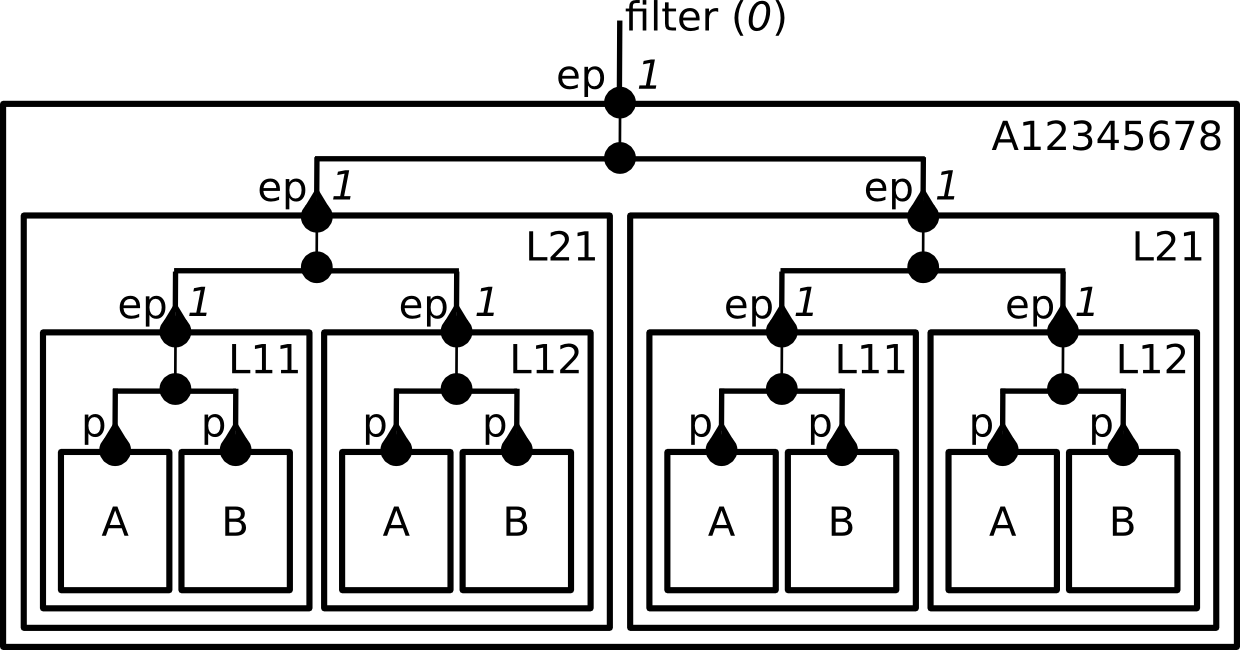 filter (0)
ep 1
A12345678
ep 1 ep 1
L21 L21
ep 1 ep 1 ep 1 ep 1
L11 L12 L11 L12
p p p p p p p p
A B A B A B A B